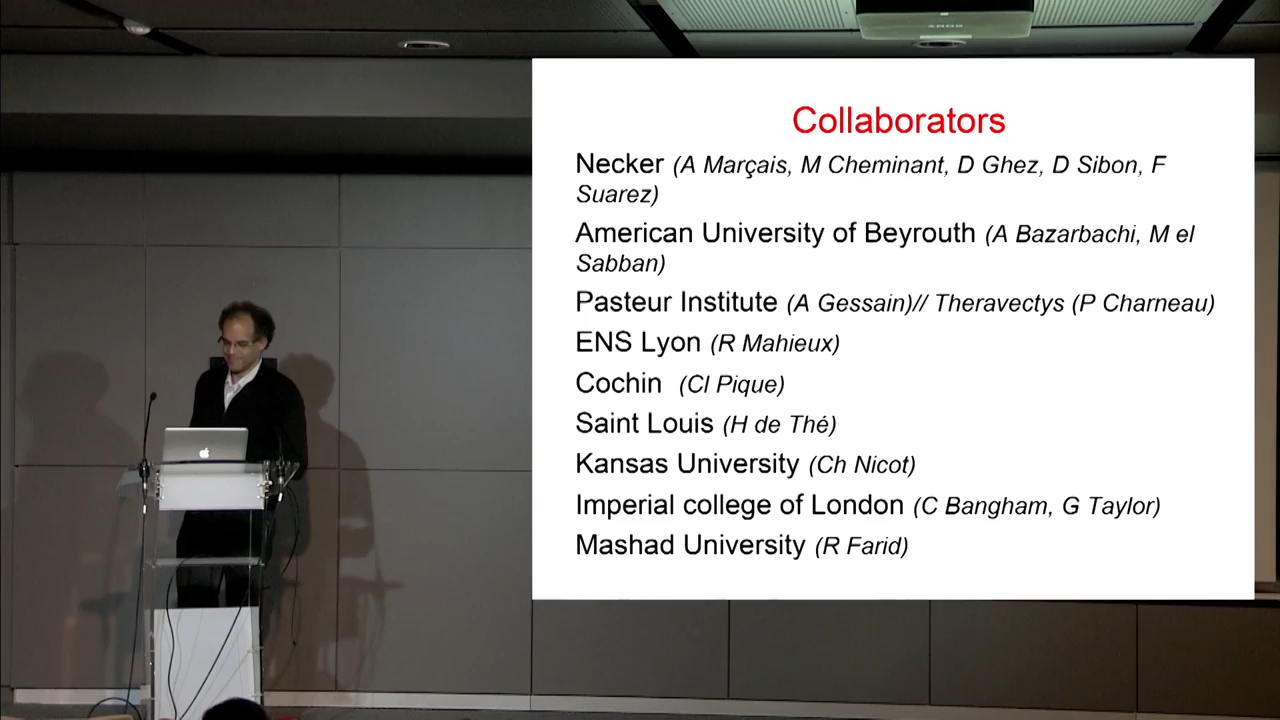 Collaborators
Necker (A Marçais, M Cheminant, D Ghez, D Sibon, F
Suarez)
American University of Beyrouth (A Bazarbachi, M el
Sabban)
Pasteur Institute (A Gessain)// Theravectys (P Charneau)
ENS Lyon (R Mahieux)
Cochin (Cl Pique)
Saint Louis (H de Thé)
Kansas University (Ch Nicot)
Imperial college of London (C Bangham, G Taylor)
Mashad University (R Farid)